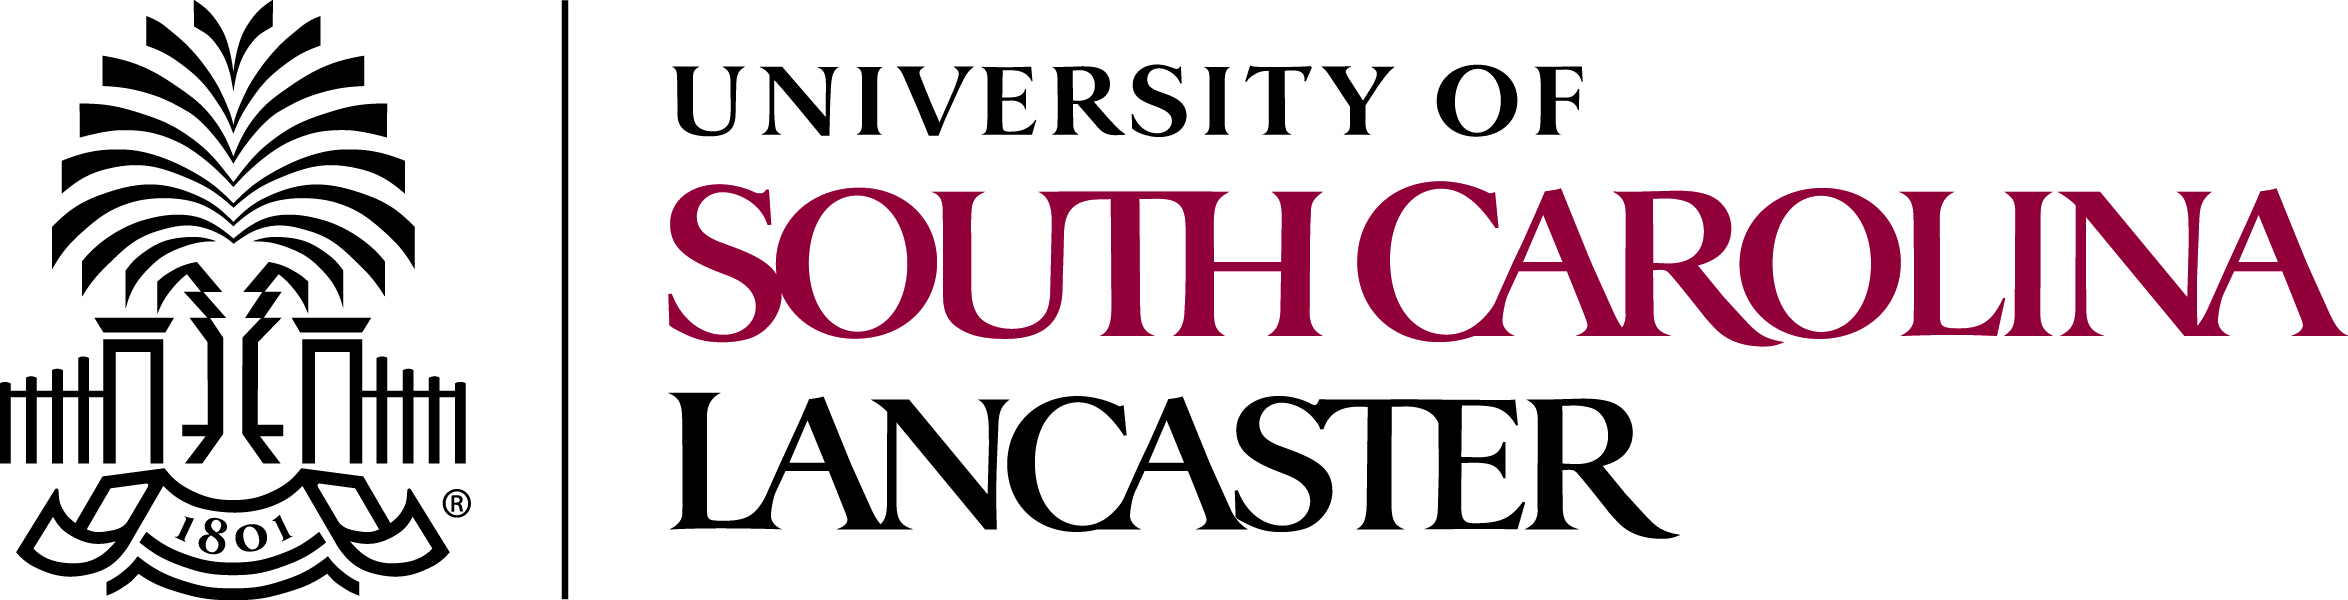 UNIVERSITY OF
SOUTH CAROLINA
LANCASTER
1801
®